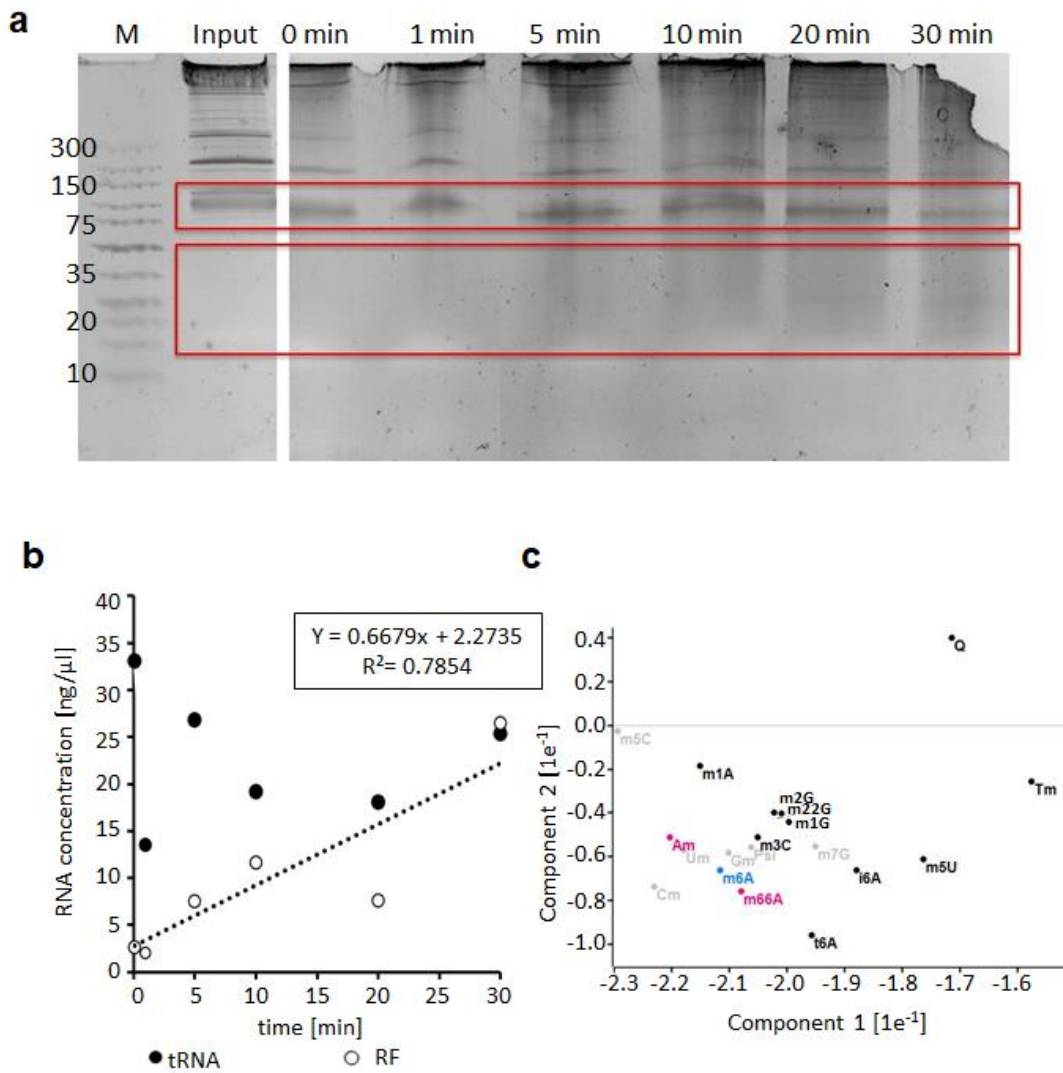 a
M Input 0 min 1 min 5 min 10 min 20 min 30 min
300
150
75
35
20
10
b
40
35
30
25
20
15
10
5
0
RNA concentration [ng/µl]
Y = 0.6679x + 2.2735
R²= 0.7854
0 5 10 15 20 25 30
time [min]
tRNA RF
c
0.4
0.2
0.0
-0.2
-0.4
-0.6
-0.8
-1.0
Component 2 [1e⁻¹]
Q
m5C
m1A
Tm
m2G
m22G
m1G
Am
m3C
Um
Gm
Psi
m7G
m5U
m6A
i6A
Cm
m66A
t6A
-2.3 -2.2 -2.1 -2.0 -1.9 -1.8 -1.7 -1.6
Component 1 [1e⁻¹]